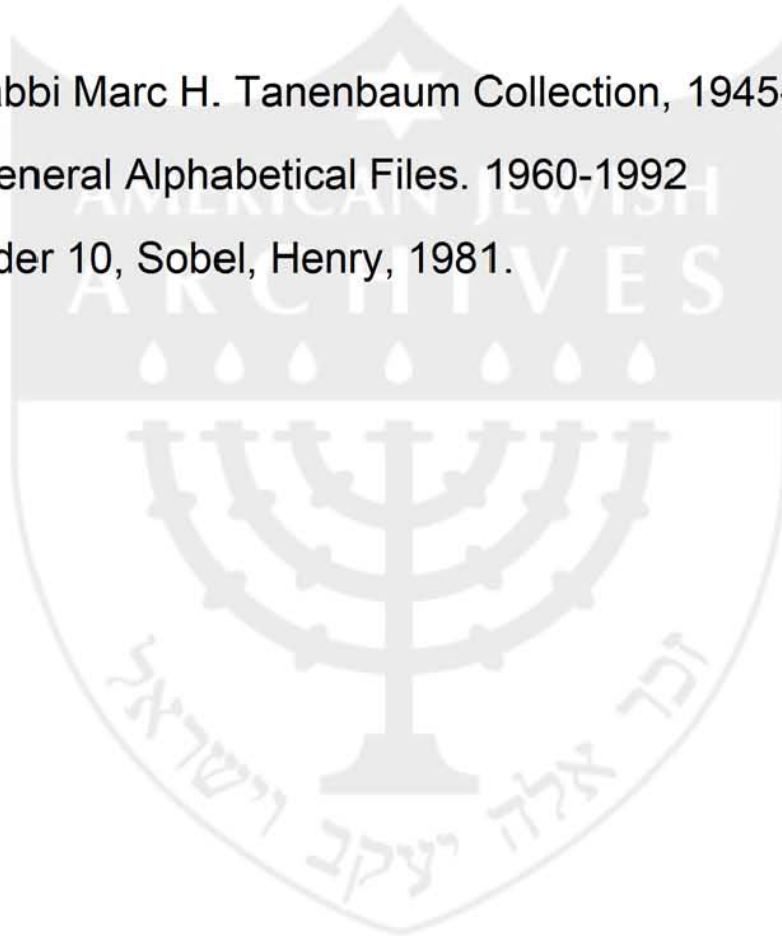 abbi Marc H. Tanenbaum Collection, 1945-
eneral Alphabetical Files. 1960-1992
AMERICAN JEWISH
der 10, Sobel, Henry, 1981.
ARCHIVES
זכר אלה יעקב וישראל